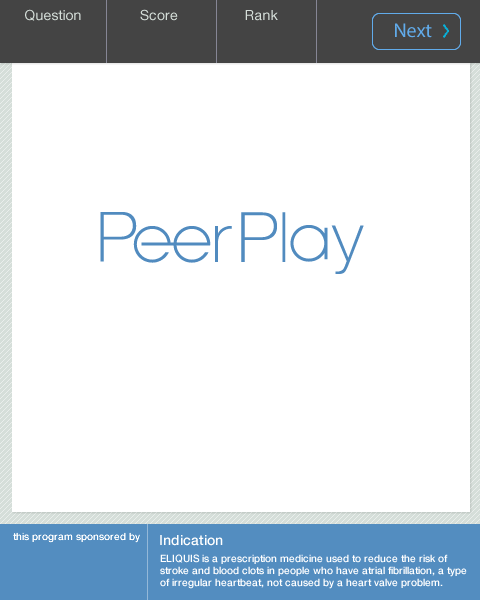 Question
Score
Rank
Next
PeerPlay
this program sponsored by
Indication
ELIQUIS is a prescription medicine used to reduce the risk of
stroke and blood clots in people who have atrial fibrillation, a type
of irregular heartbeat, not caused by a heart valve problem.